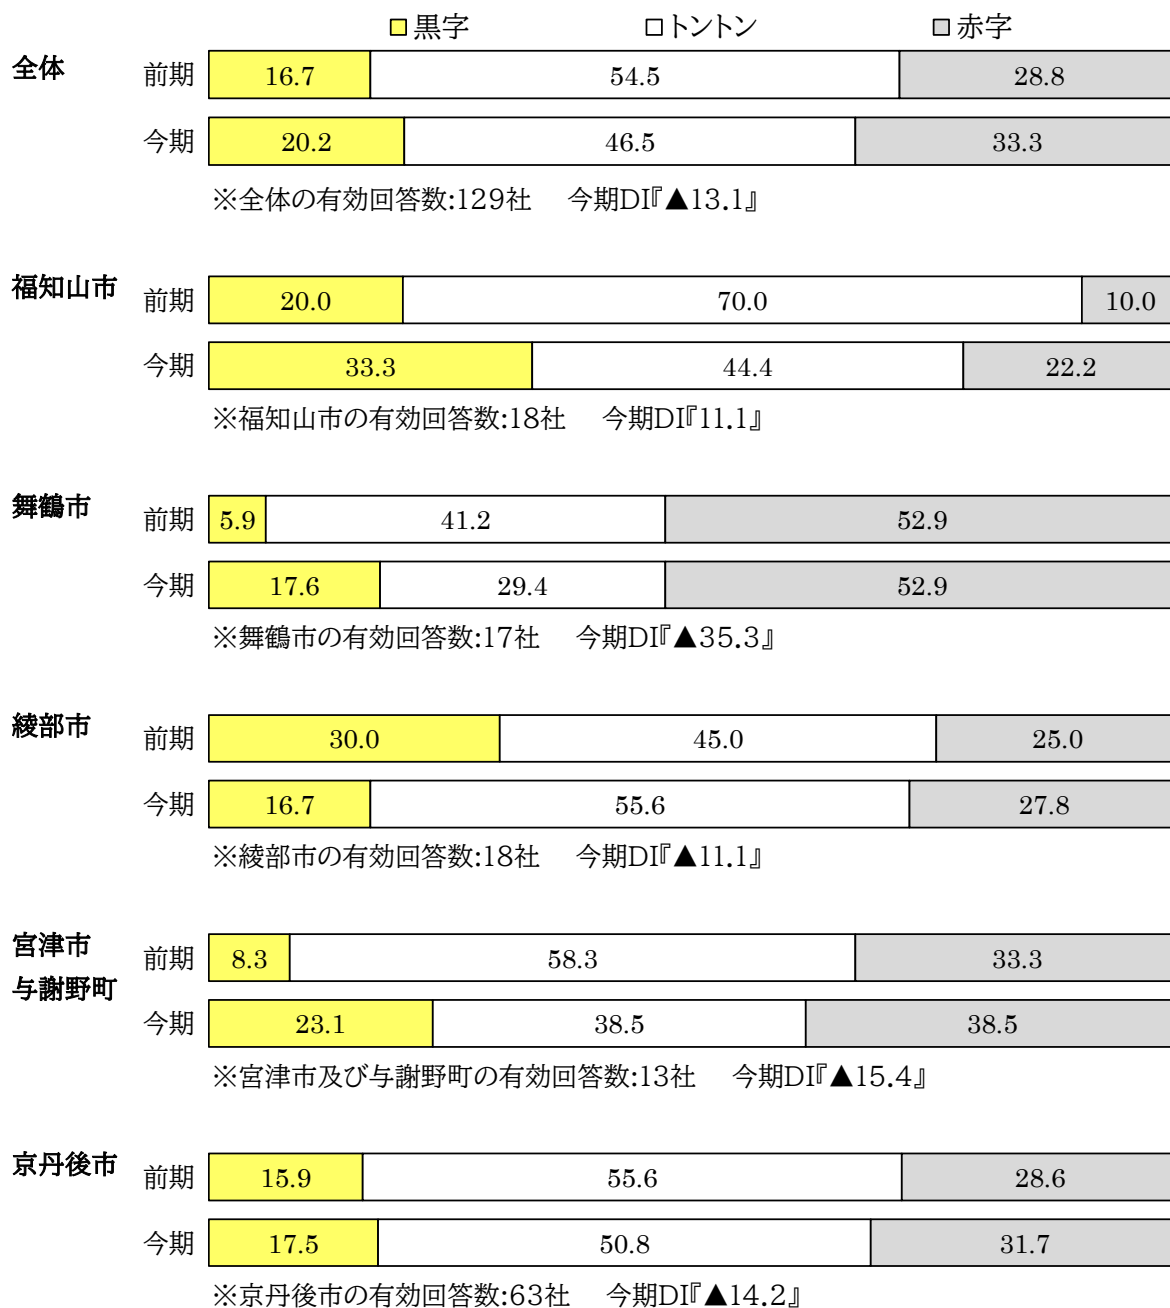 黒字 トントン 赤字
全体
前期 16.7 54.5 28.8
今期 20.2 46.5 33.3
※全体の有効回答数:129社 今期DI『▲13.1』
福知山市
前期 20.0 70.0 10.0
今期 33.3 44.4 22.2
※福知山市の有効回答数:18社 今期DI『11.1』
舞鶴市
前期 5.9 41.2 52.9
今期 17.6 29.4 52.9
※舞鶴市の有効回答数:17社 今期DI『▲35.3』
綾部市
前期 30.0 45.0 25.0
今期 16.7 55.6 27.8
※綾部市の有効回答数:18社 今期DI『▲11.1』
宮津市
与謝野町
前期 8.3 58.3 33.3
今期 23.1 38.5 38.5
※宮津市及び与謝野町の有効回答数:13社 今期DI『▲15.4』
京丹後市
前期 15.9 55.6 28.6
今期 17.5 50.8 31.7
※京丹後市の有効回答数:63社 今期DI『▲14.2』